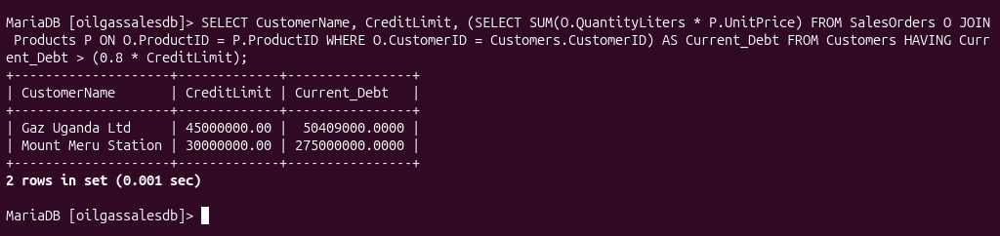 MariaDB [oilgassalesdb]> SELECT CustomerName, CreditLimit, (SELECT SUM(O.QuantityLiters * P.UnitPrice) FROM SalesOrders O JOIN
 Products P ON O.ProductID = P.ProductID WHERE O.CustomerID = Customers.CustomerID) AS Current_Debt FROM Customers HAVING Curr
ent_Debt > (0.8 * CreditLimit);
+--------------------+-------------+----------------+
| CustomerName       | CreditLimit | Current_Debt   |
+--------------------+-------------+----------------+
| Gaz Uganda Ltd     | 45000000.00 |  50409000.0000 |
| Mount Meru Station | 30000000.00 | 275000000.0000 |
+--------------------+-------------+----------------+
2 rows in set (0.001 sec)
MariaDB [oilgassalesdb]>